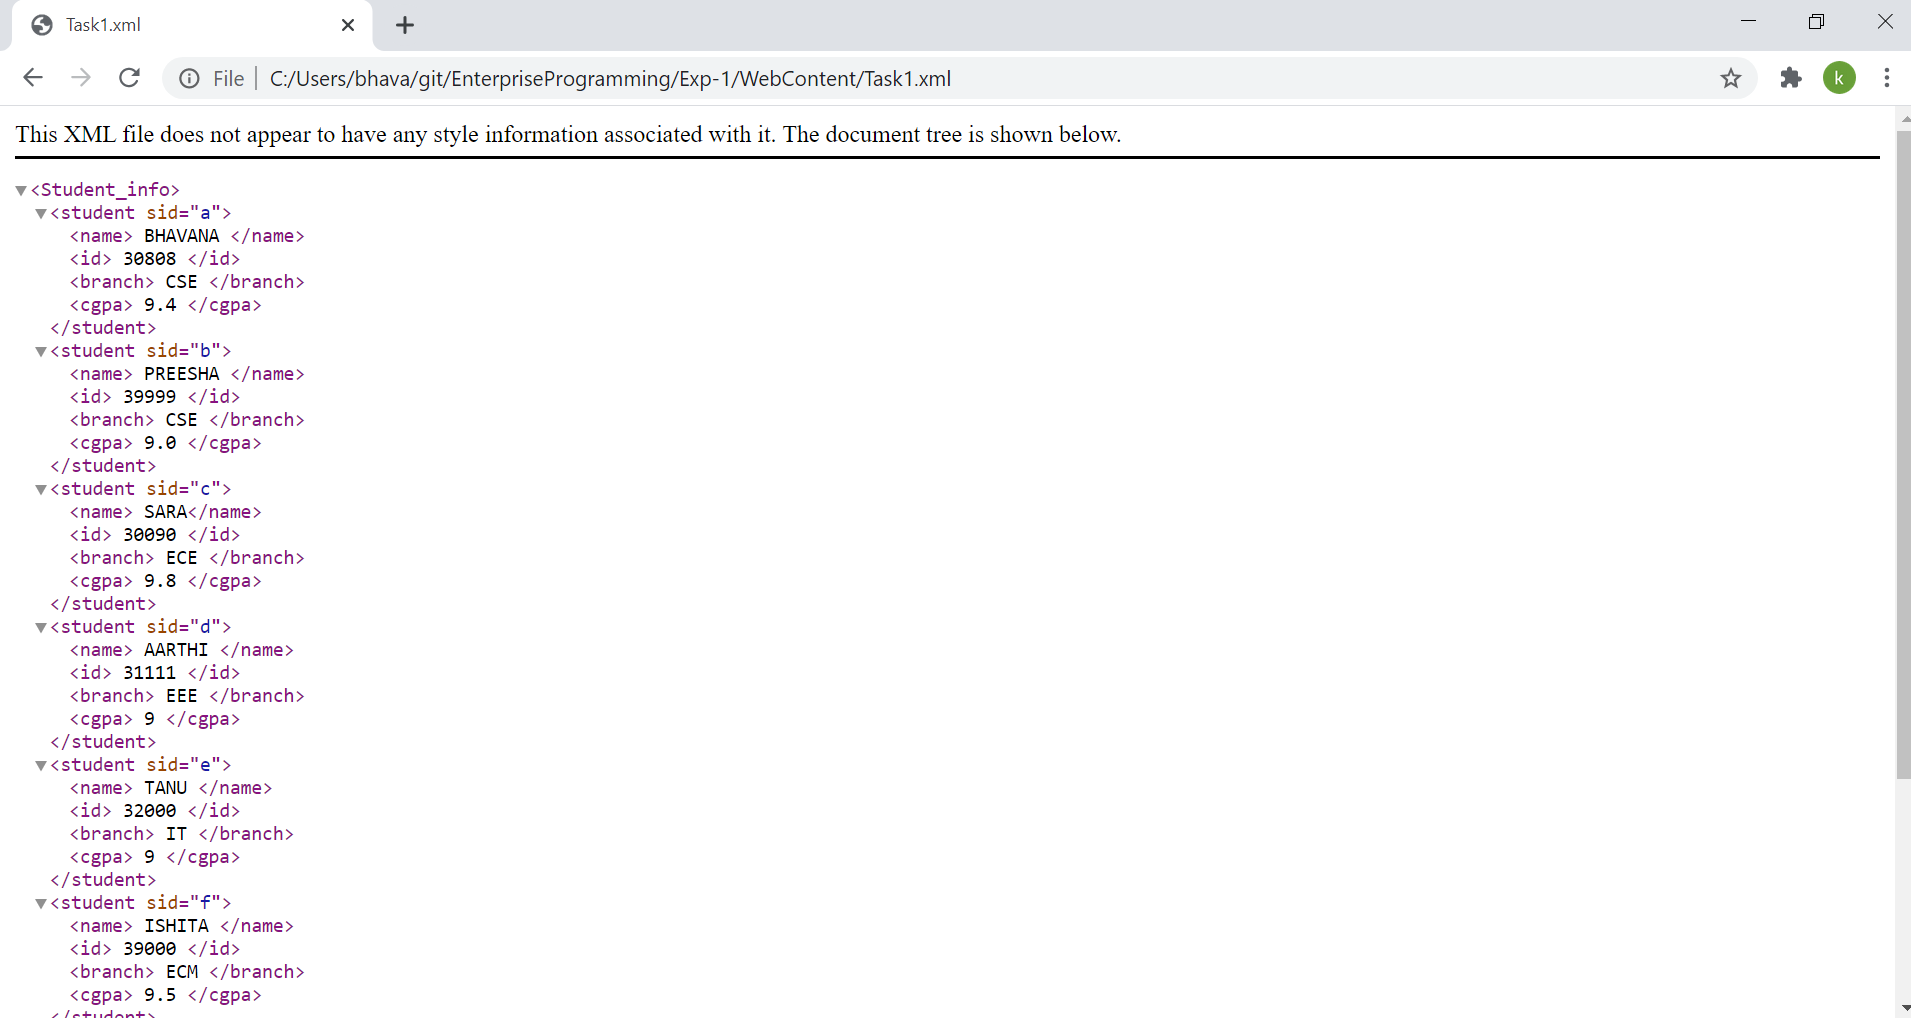 Task1.xml
File C:/Users/bhava/git/EnterpriseProgramming/Exp-1/WebContent/Task1.xml
k
This XML file does not appear to have any style information associated with it. The document tree is shown below.
<Student_info>
<student sid="a">
<name> BHAVANA </name>
<id> 30808 </id>
<branch> CSE </branch>
<cgpa> 9.4 </cgpa>
</student>
<student sid="b">
<name> PREESHA </name>
<id> 39999 </id>
<branch> CSE </branch>
<cgpa> 9.0 </cgpa>
</student>
<student sid="c">
<name> SARA</name>
<id> 30090 </id>
<branch> ECE </branch>
<cgpa> 9.8 </cgpa>
</student>
<student sid="d">
<name> AARTHI </name>
<id> 31111 </id>
<branch> EEE </branch>
<cgpa> 9 </cgpa>
</student>
<student sid="e">
<name> TANU </name>
<id> 32000 </id>
<branch> IT </branch>
<cgpa> 9 </cgpa>
</student>
<student sid="f">
<name> ISHITA </name>
<id> 39000 </id>
<branch> ECM </branch>
<cgpa> 9.5 </cgpa>
</student>